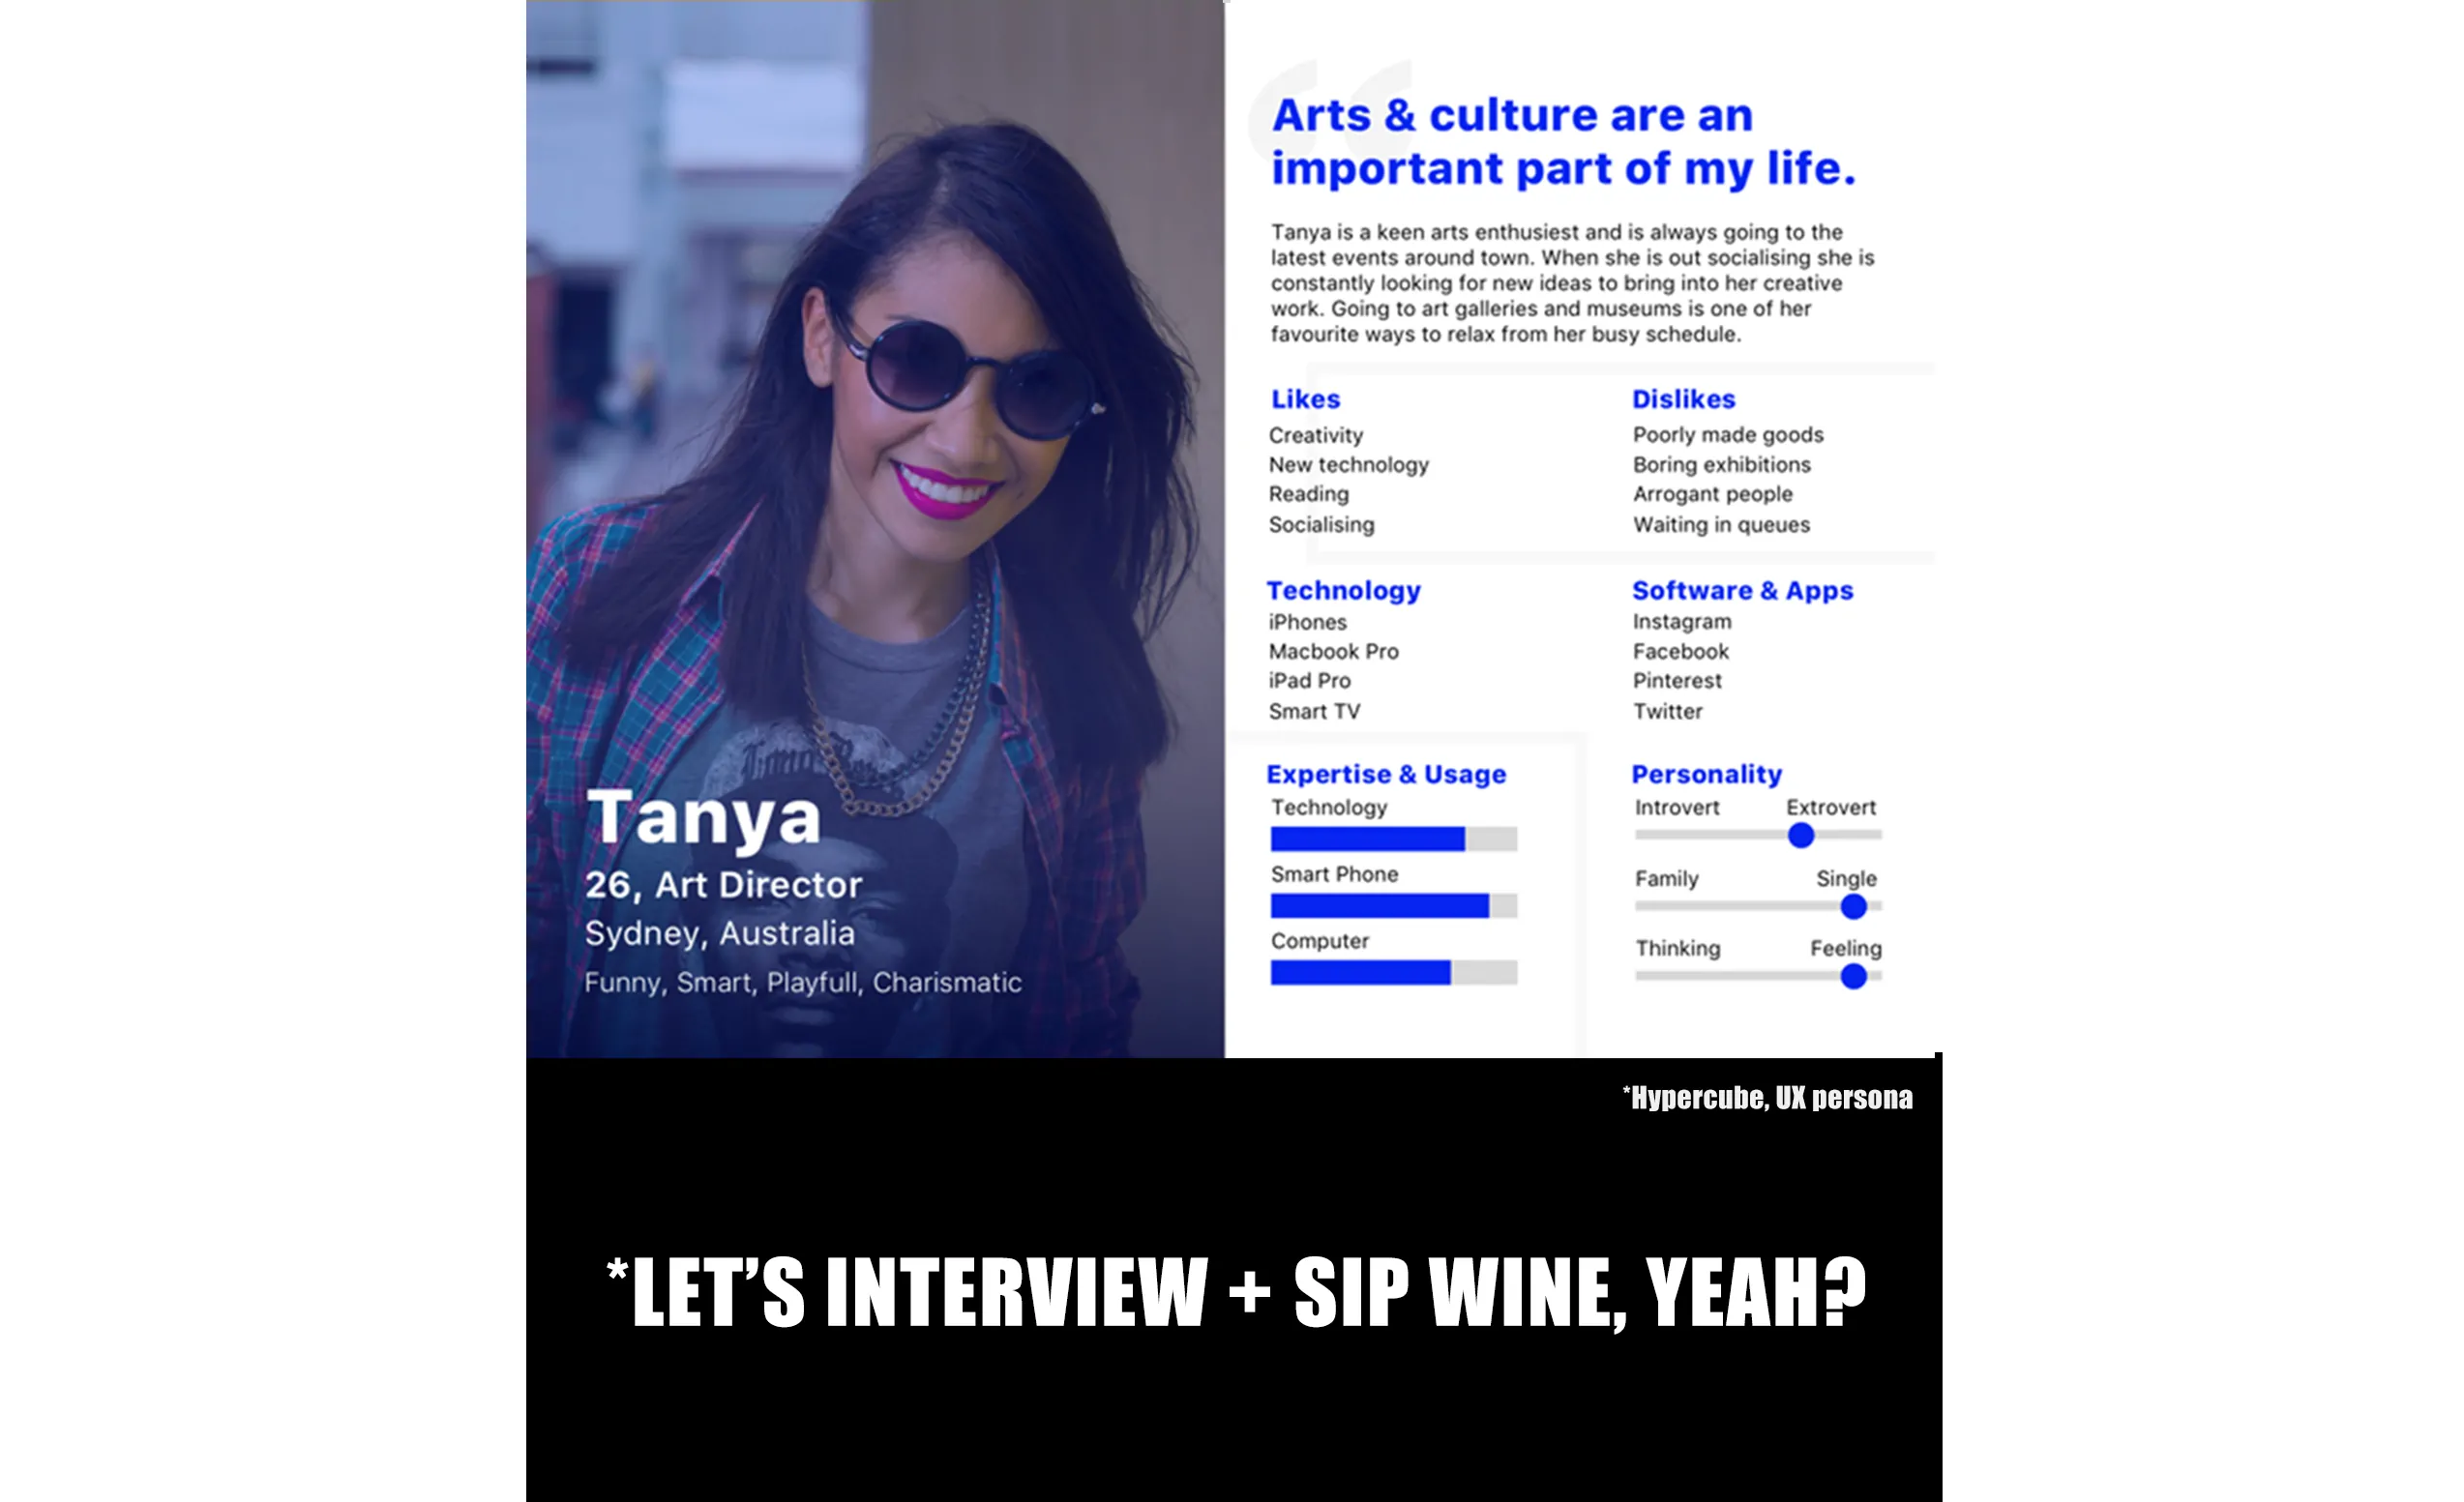 Arts & culture are an
important part of my life.
Tanya is a keen arts enthusiest and is always going to the
latest events around town. When she is out socialising she is
constantly looking for new ideas to bring into her creative
work. Going to art galleries and museums is one of her
favourite ways to relax from her busy schedule.
Likes
Creativity
New technology
Reading
Socialising
Dislikes
Poorly made goods
Boring exhibitions
Arrogant people
Waiting in queues
Technology
iPhones
Macbook Pro
iPad Pro
Smart TV
Software & Apps
Instagram
Facebook
Pinterest
Twitter
Expertise & Usage
Technology
Smart Phone
Computer
Personality
Introvert Extrovert
Family Single
Thinking Feeling
Tanya
26, Art Director
Sydney, Australia
Funny, Smart, Playfull, Charismatic
*Hypercube, UX persona
*LET'S INTERVIEW + SIP WINE, YEAH?